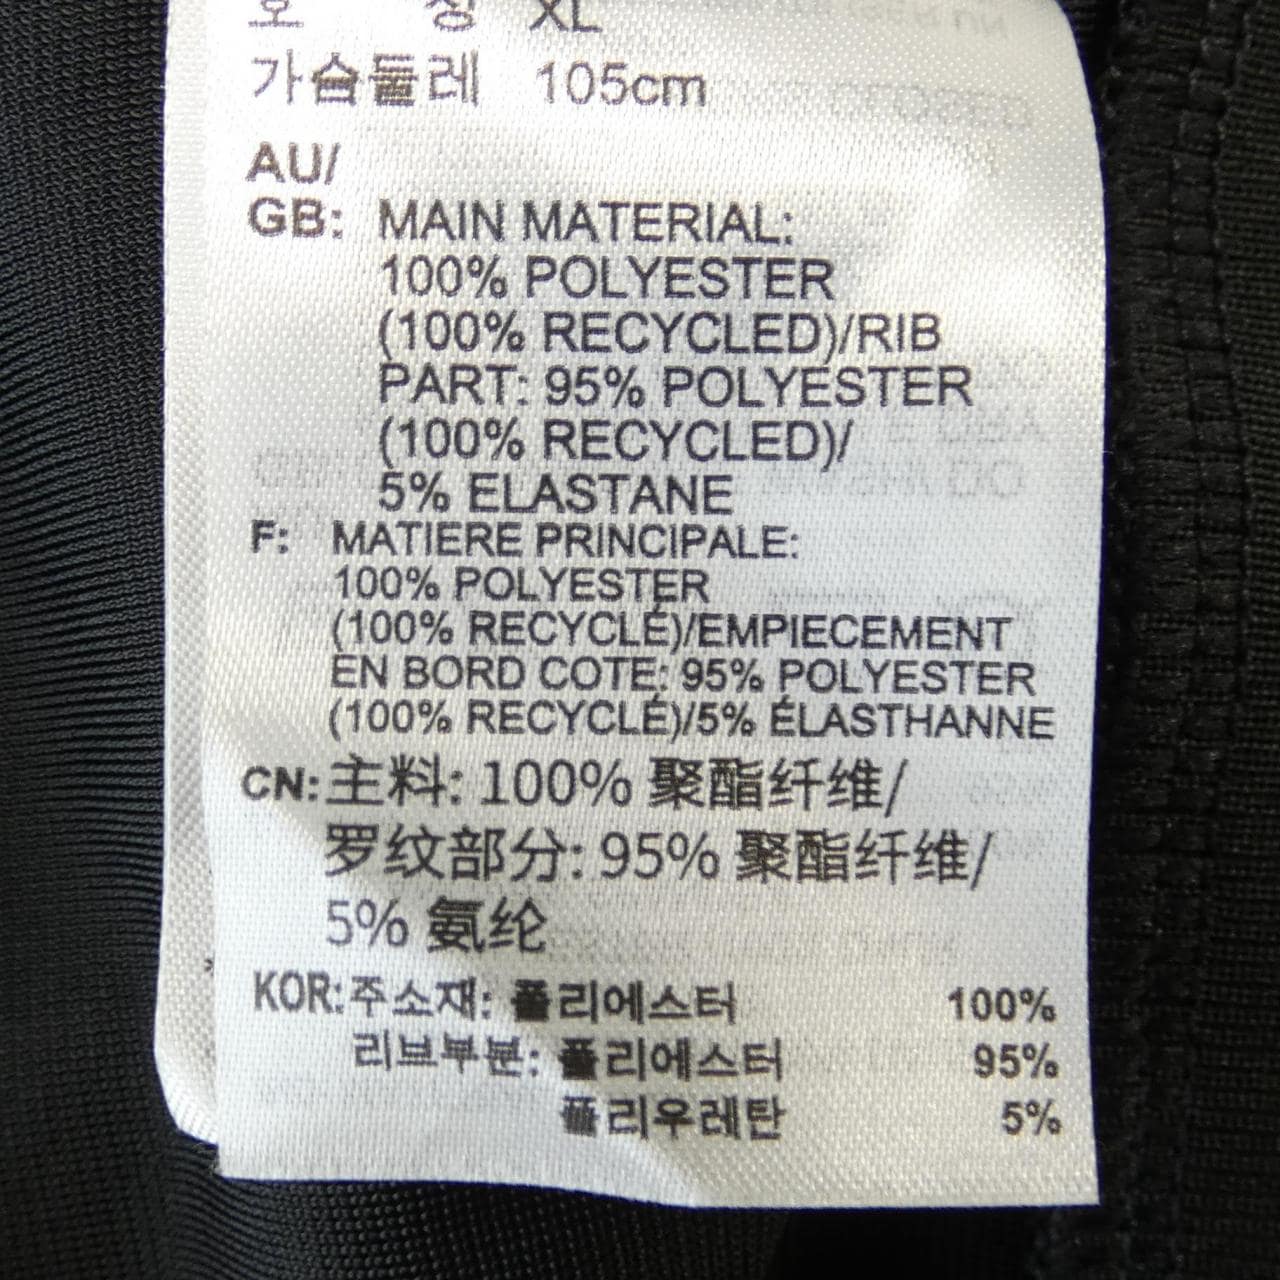 호 칭 XL
가슴둘레 105cm
AU/
GB: MAIN MATERIAL:
100% POLYESTER
(100% RECYCLED)/RIB
PART: 95% POLYESTER
(100% RECYCLED)/
5% ELASTANE
F: MATIERE PRINCIPALE:
100% POLYESTER
(100% RECYCLÉ)/EMPIECEMENT
EN BORD COTE: 95% POLYESTER
(100% RECYCLÉ)/5% ÉLASTHANNE
CN: 主料: 100% 聚酯纤维/
罗纹部分: 95% 聚酯纤维/
5% 氨纶
KOR: 주소재: 폴리에스터 100%
리브부분: 폴리에스터 95%
폴리우레탄 5%